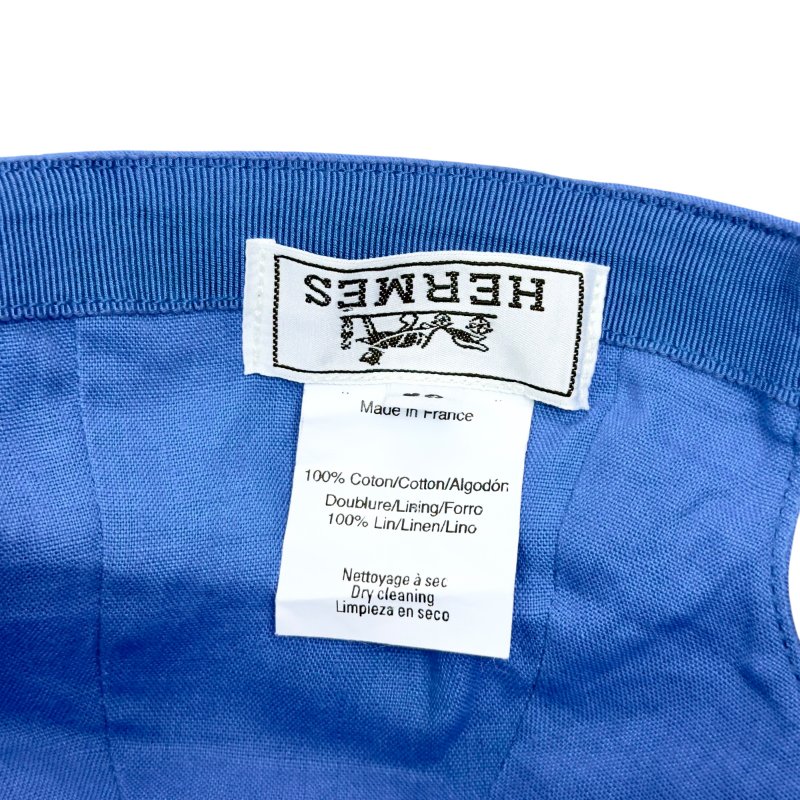 HERMES
Made in France
100% Coton/Cotton/Algodón
Doublure/Lining/Forro
100% Lin/Linen/Lino
Nettoyage à sec
Dry cleaning
Limpieza en seco